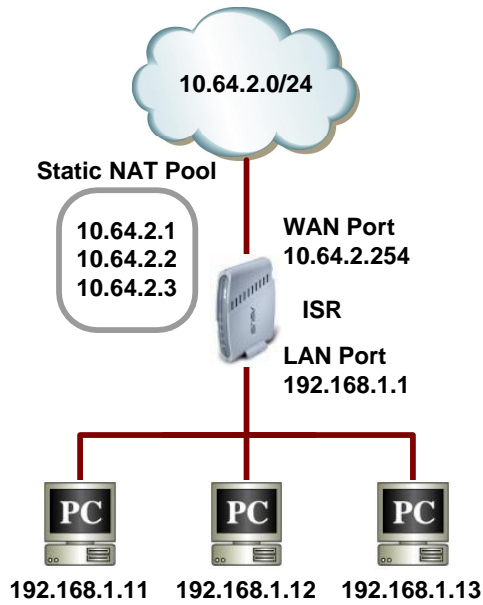 10.64.2.0/24
Static NAT Pool
10.64.2.1
10.64.2.2
10.64.2.3
WAN Port
10.64.2.254
ASUS
ISR
LAN Port
192.168.1.1
PC PC PC
192.168.1.11 192.168.1.12 192.168.1.13